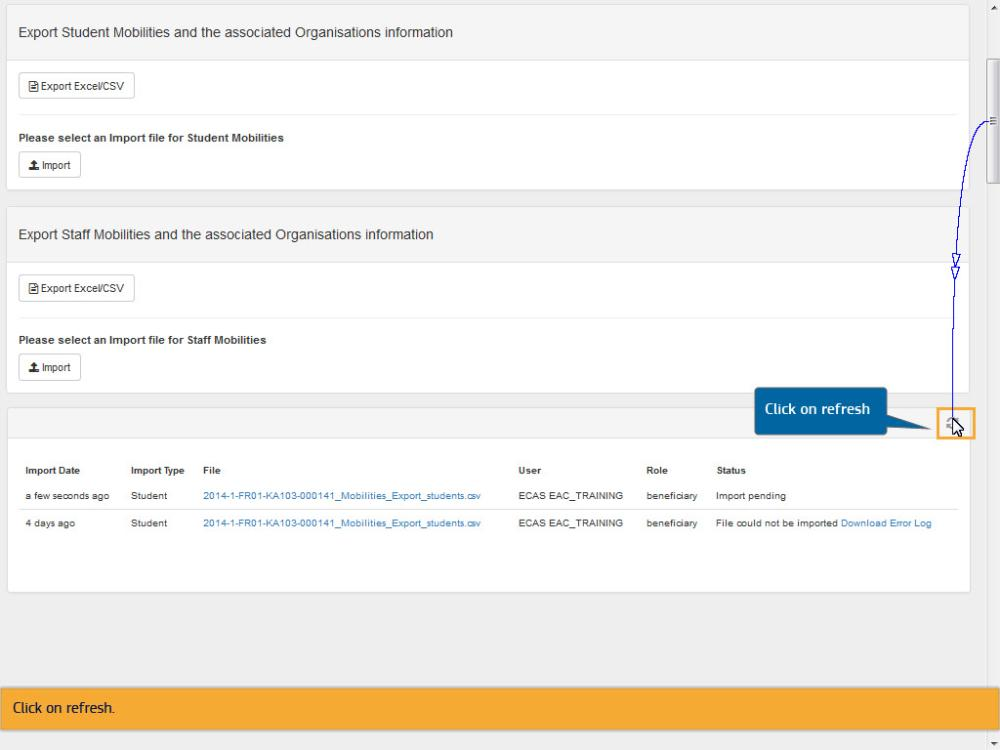 Export Student Mobilities and the associated Organisations information
Export Excel/CSV
Please select an Import file for Student Mobilities
Import
Export Staff Mobilities and the associated Organisations information
Export Excel/CSV
Please select an Import file for Staff Mobilities
Import
Click on refresh
Import Date Import Type File User Role Status
a few seconds ago Student 2014-1-FR01-KA103-000141_Mobilities_Export_students.csv ECAS EAC_TRAINING beneficiary Import pending
4 days ago Student 2014-1-FR01-KA103-000141_Mobilities_Export_students.csv ECAS EAC_TRAINING beneficiary File could not be imported Download Error Log
Click on refresh.